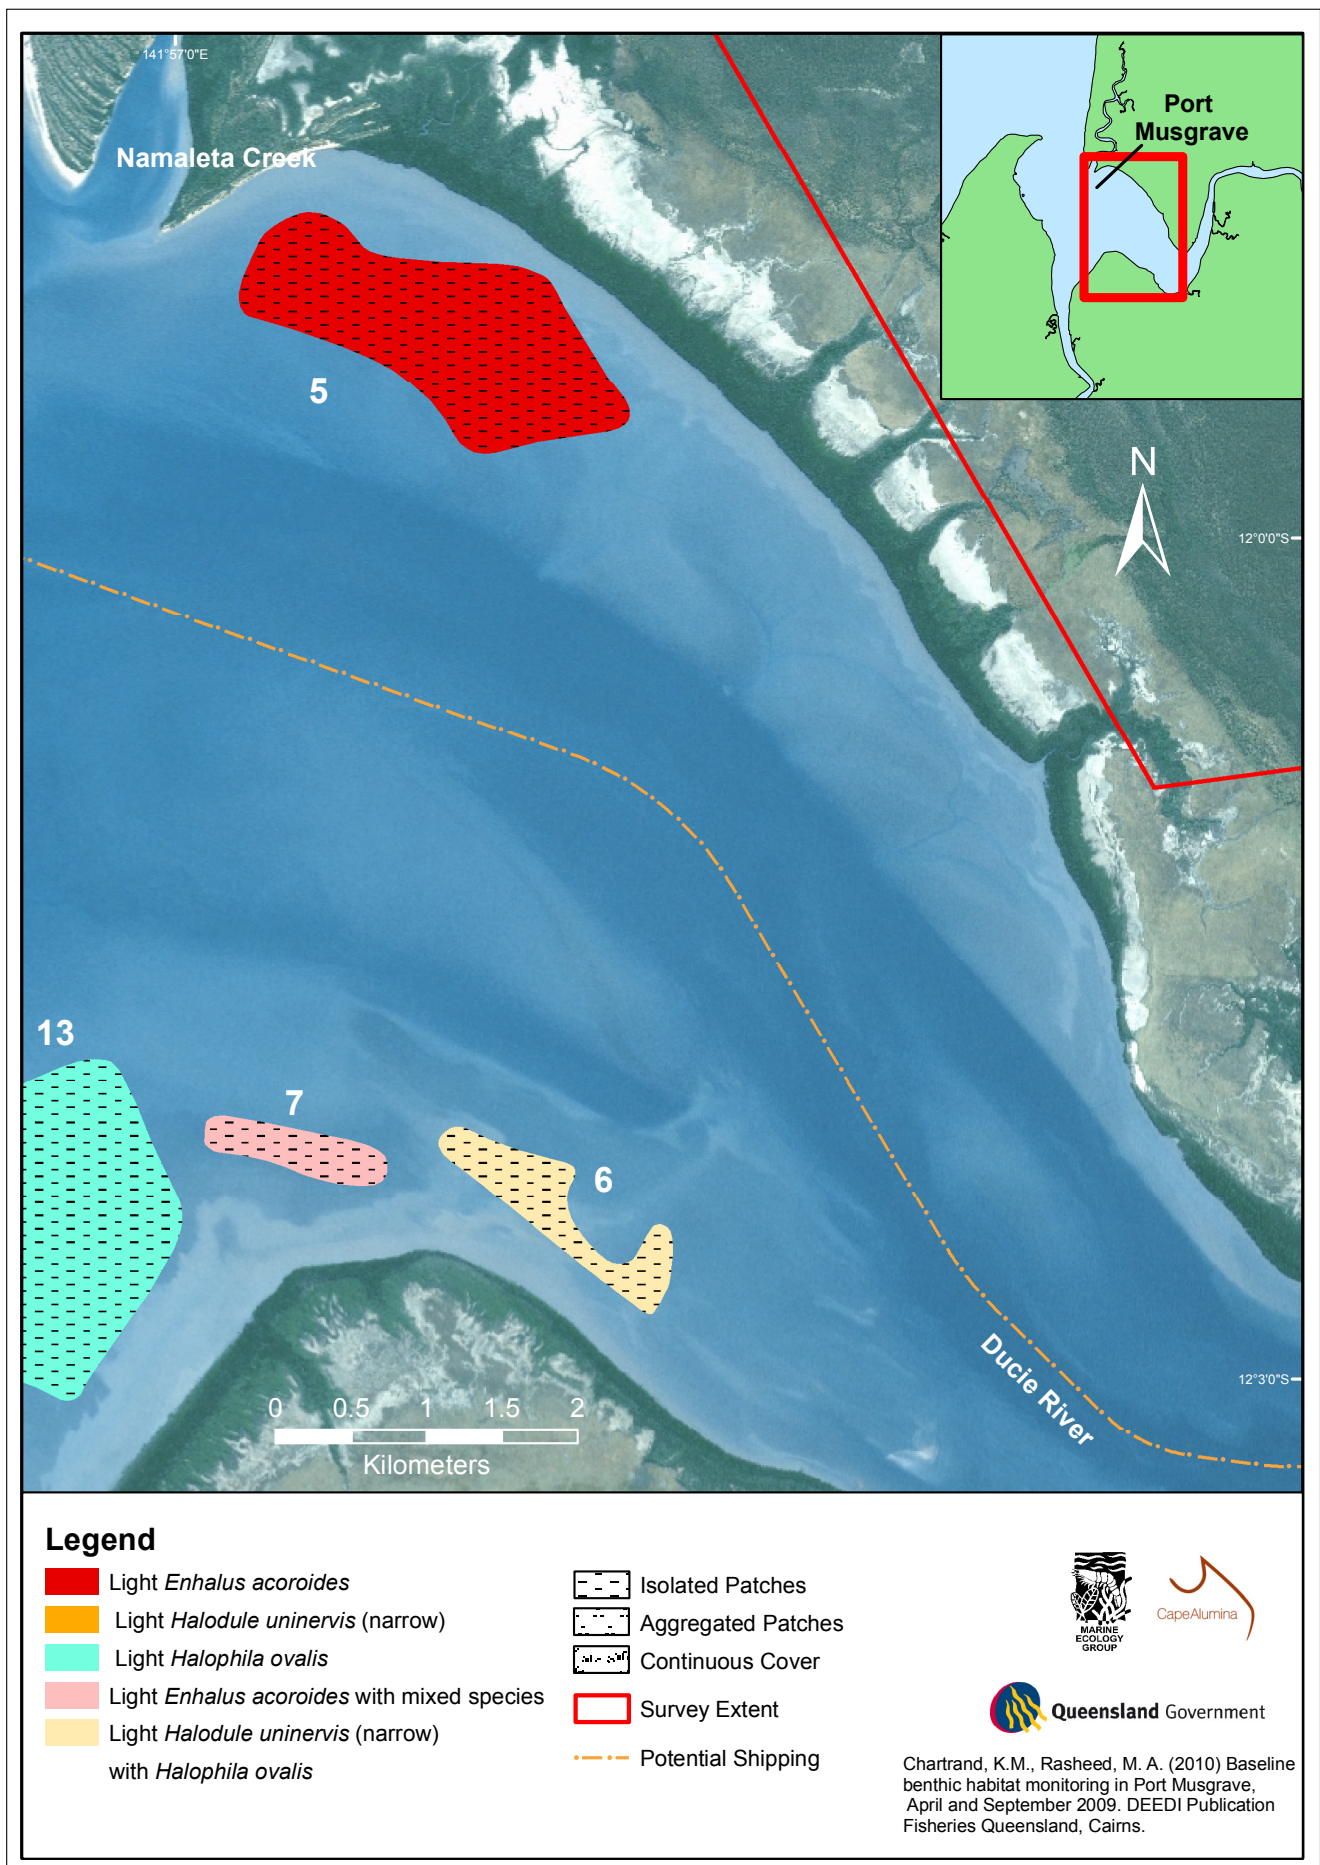 141°57'0"E
Namaleta Creek
Port
Musgrave
5
N
12°0'0"S
13
7
6
Ducie River
12°3'0"S
0 0.5 1 1.5 2
Kilometers
Legend
Light Enhalus acoroides
Light Halodule uninervis (narrow)
Light Halophila ovalis
Light Enhalus acoroides with mixed species
Light Halodule uninervis (narrow)
with Halophila ovalis
Isolated Patches
Aggregated Patches
Continuous Cover
Survey Extent
Potential Shipping
MARINE
ECOLOGY
GROUP
CapeAlumina
Queensland Government
Chartrand, K.M., Rasheed, M. A. (2010) Baseline
benthic habitat monitoring in Port Musgrave,
April and September 2009. DEEDI Publication
Fisheries Queensland, Cairns.